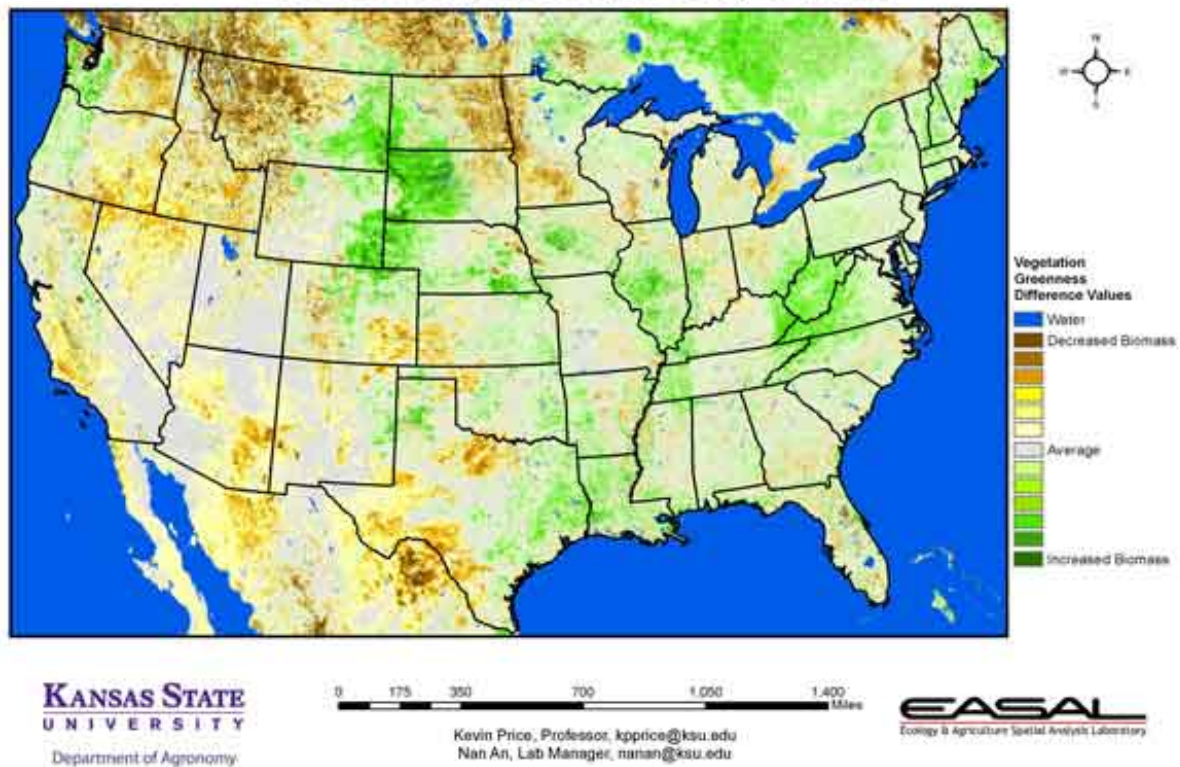 N
W E
S
Vegetation
Greenness
Difference Values
Water
Decreased Biomass
Average
Increased Biomass
KANSAS STATE
UNIVERSITY
Department of Agronomy
0 175 350 700 1,050 1,400
Miles
Kevin Price, Professor, kpprice@ksu.edu
Nan An, Lab Manager, nanan@ksu.edu
EASAL
Ecology & Agriculture Spatial Analysis Laboratory